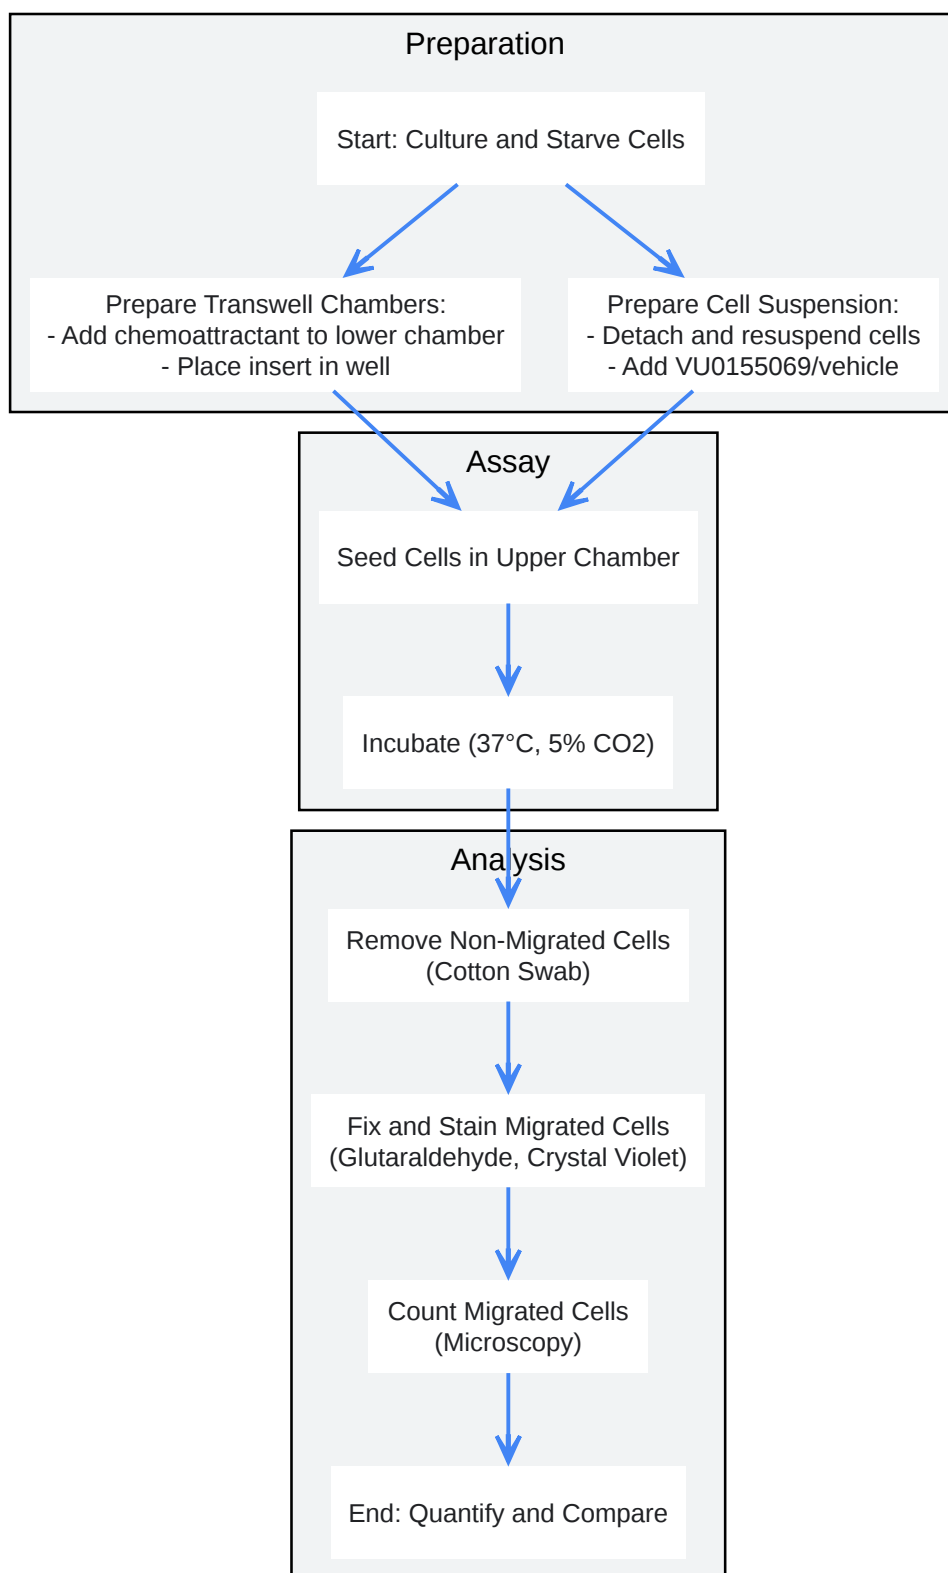 Preparation
Start: Culture and Starve Cells
Prepare Transwell Chambers:
- Add chemoattractant to lower chamber
- Place insert in well
Prepare Cell Suspension:
- Detach and resuspend cells
- Add VU0155069/vehicle
Assay
Seed Cells in Upper Chamber
Incubate (37°C, 5% CO2)
Analysis
Remove Non-Migrated Cells
(Cotton Swab)
Fix and Stain Migrated Cells
(Glutaraldehyde, Crystal Violet)
Count Migrated Cells
(Microscopy)
End: Quantify and Compare